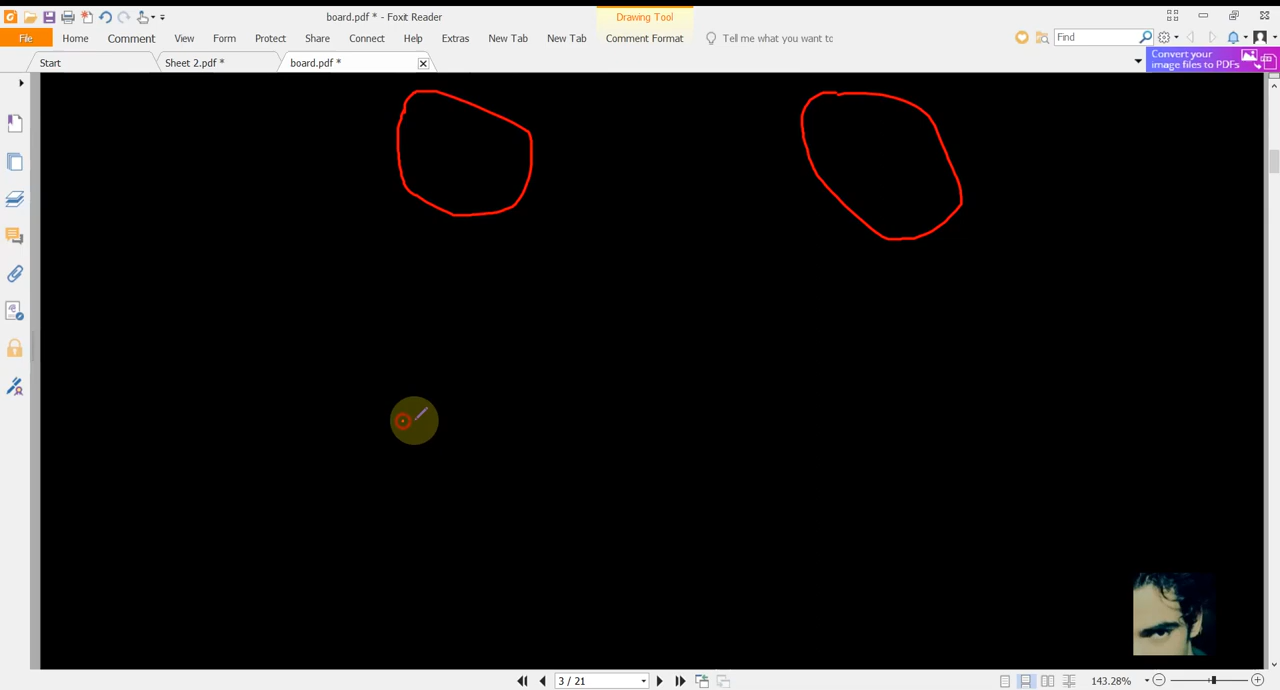 board.pdf * - Foxit Reader
Drawing Tool
File Home Comment View Form Protect Share Connect Help Extras New Tab New Tab Comment Format Tell me what you want to Find
Start Sheet 2.pdf * board.pdf *
Convert your
image files to PDFs
3 / 21
143.28%